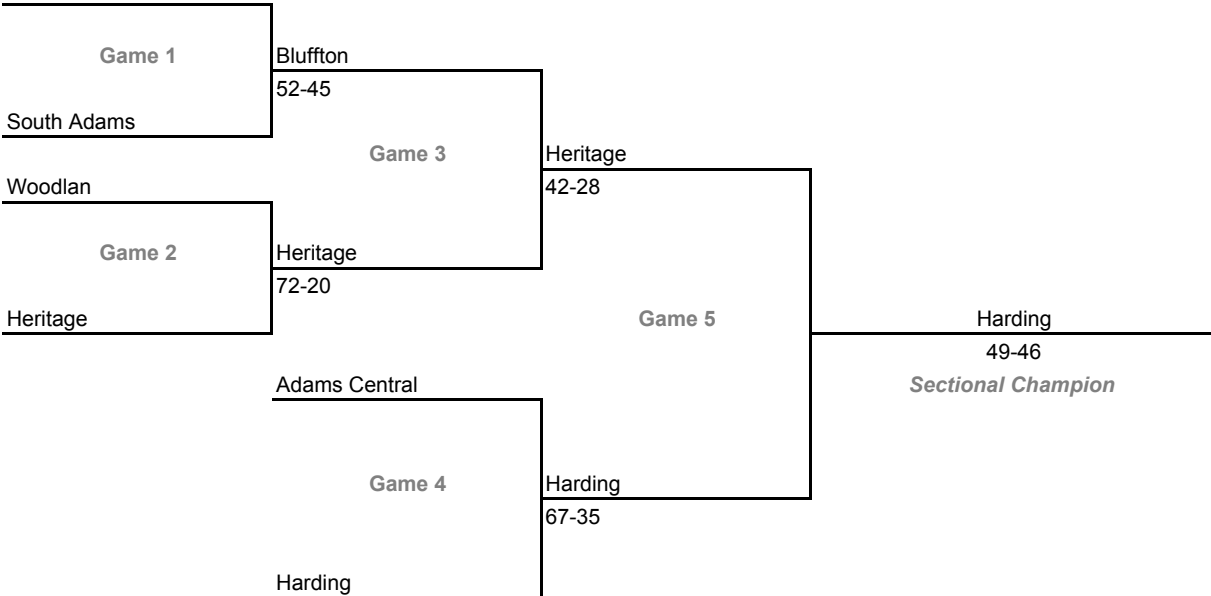 Game 1
Bluffton
52-45
South Adams
Game 3
Heritage
42-28
Woodlan
Game 2
Heritage
72-20
Heritage
Game 5
Harding
49-46
Sectional Champion
Adams Central
Game 4
Harding
67-35
Harding